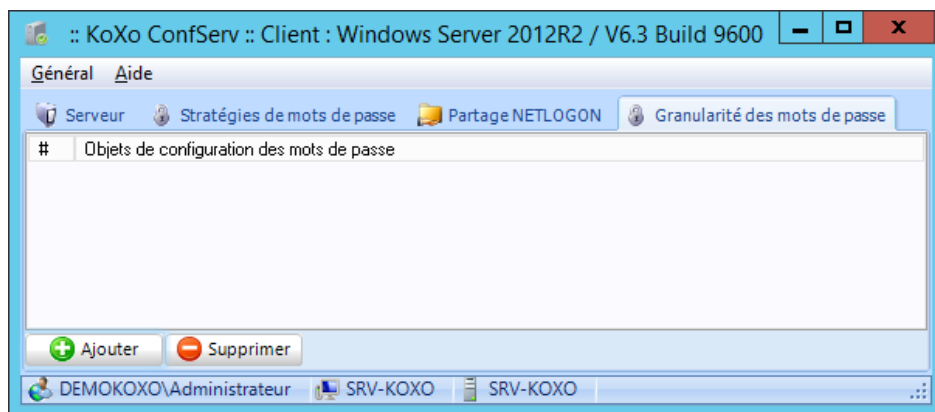 :: KoXo ConfServ :: Client : Windows Server 2012R2 / V6.3 Build 9600
Général Aide
Serveur Stratégies de mots de passe Partage NETLOGON Granularité des mots de passe
# Objets de configuration des mots de passe
Ajouter Supprimer
DEMOKOXO\Administrateur SRV-KOXO SRV-KOXO